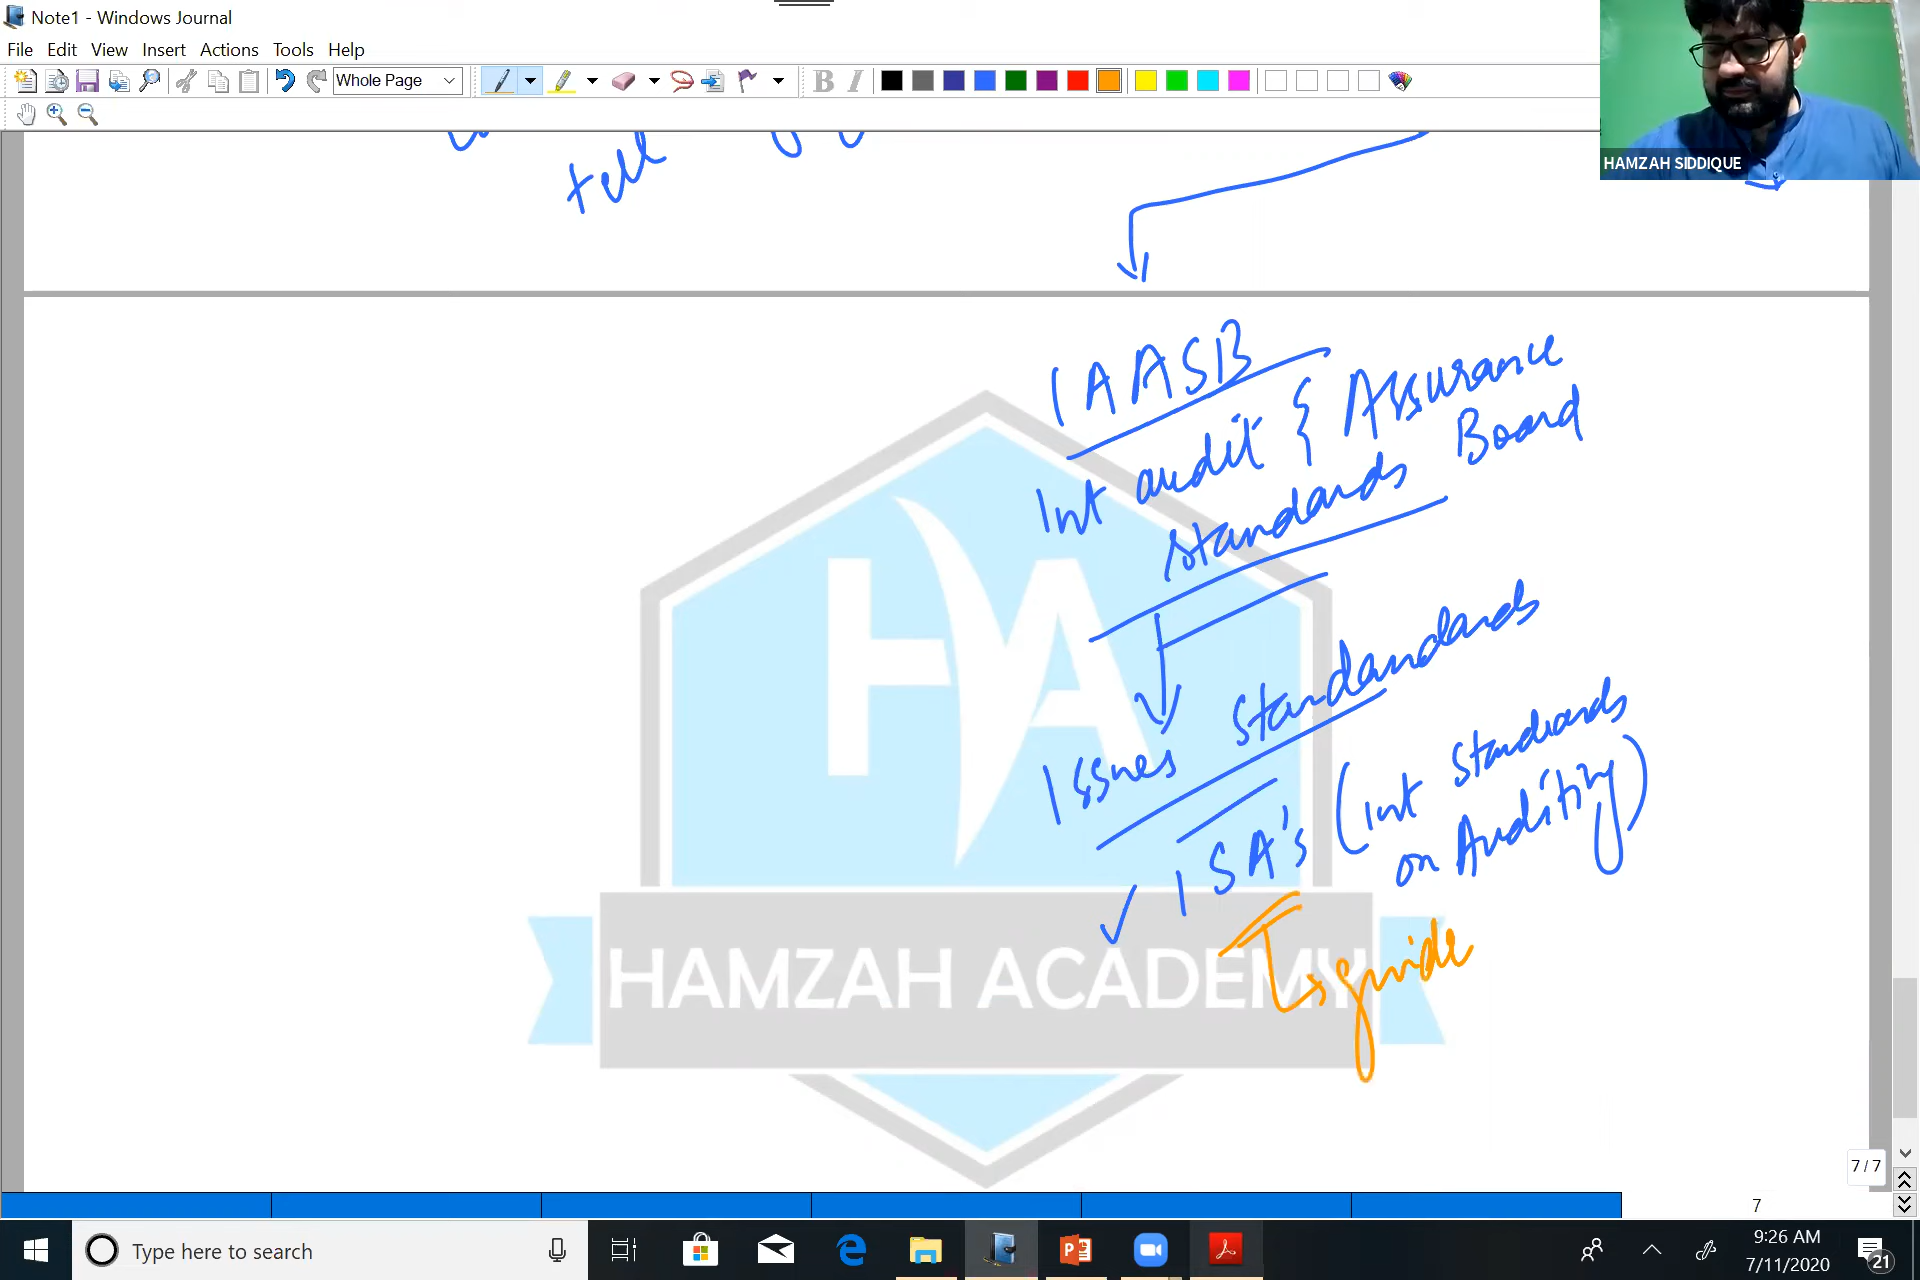 Note1 - Windows Journal
File Edit View Insert Actions Tools Help
Whole Page
B I
HAMZAH SIDDIQUE
tell
IAASB
Int audit & Assurance
Standards Board
Issues Standandards
ISA's (Int Standards
on Auditing)
guide
HA
HAMZAH ACADEMY
7 / 7
7
Type here to search
9:26 AM
7/11/2020
21